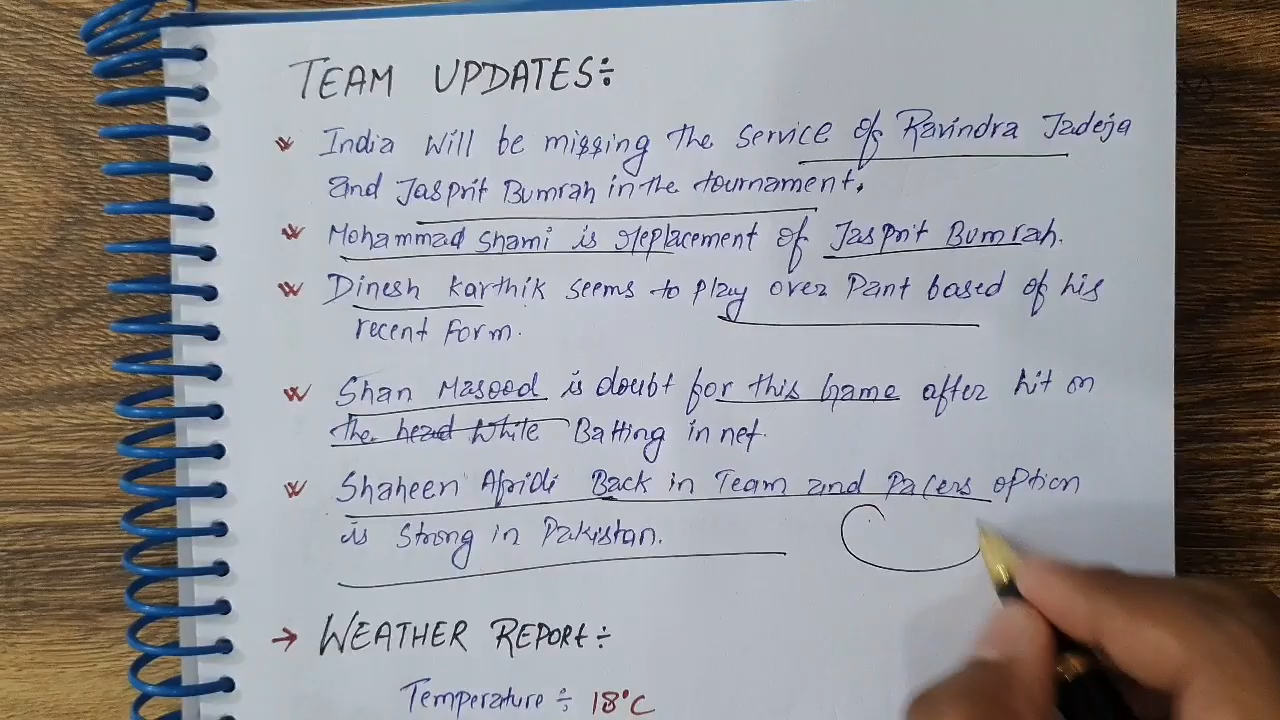 TEAM UPDATES÷
India will be missing the service of Ravindra Jadeja
and Jasprit Bumrah in the tournament.
Mohammad Shami is replacement of Jasprit Bumrah.
Dinesh Karthik seems to play over Pant based of his
recent form.
Shan Masood is doubt for this Game after hit on
the head while Batting in net.
Shaheen Afridi Back in Team and Pacers option
is Strong in Pakistan.
→ WEATHER REPORT÷
Temperature ÷ 18°C